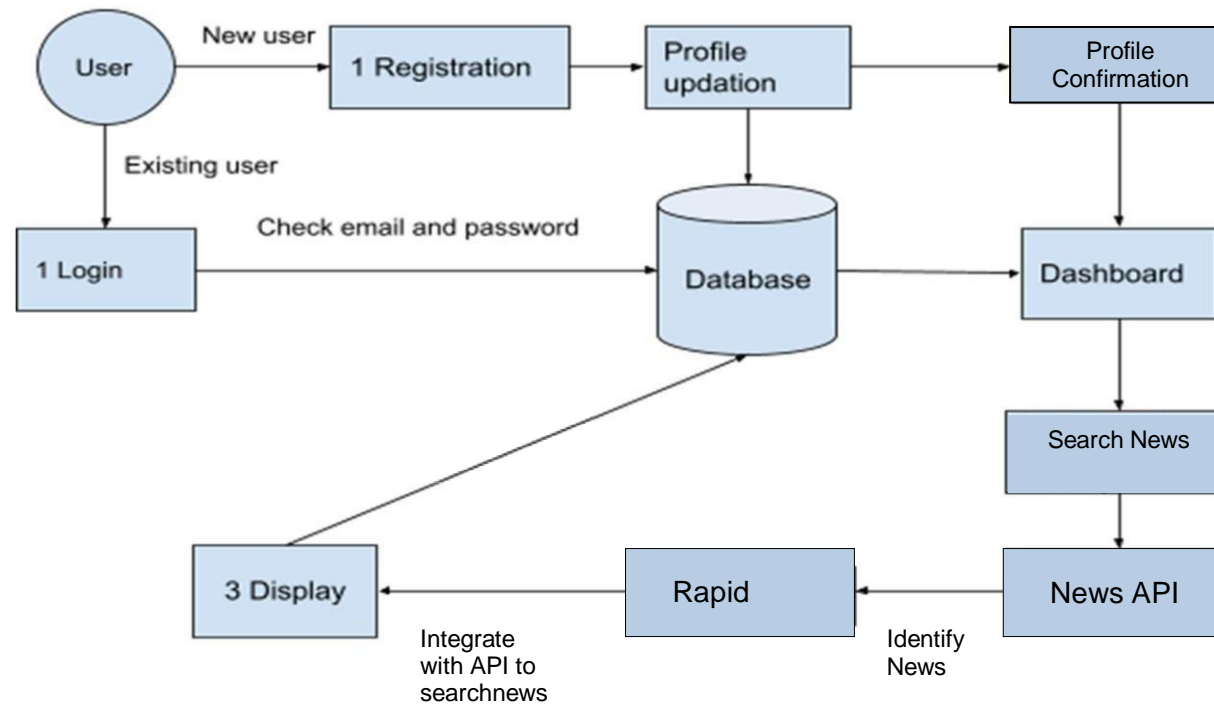 New user
User
1 Registration
Profile
updation
Profile
Confirmation
Existing user
Check email and password
1 Login
Database
Dashboard
Search News
3 Display
Rapid
News API
Integrate
with API to
searchnews
Identify
News